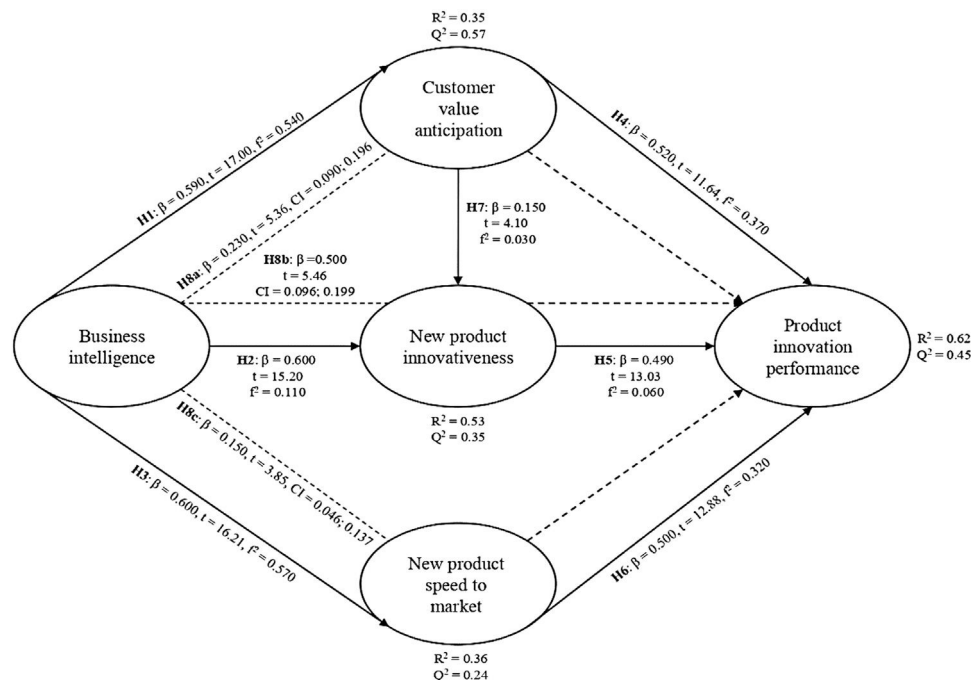 R² = 0.35
Q² = 0.57
Customer
value
anticipation
H1: β = 0.590, t = 17.00, f² = 0.540
H4: β = 0.520, t = 11.64, f² = 0.370
H8a: β = 0.230, t = 5.36, CI = 0.090; 0.196
H7: β = 0.150
t = 4.10
f² = 0.030
H8b: β =0.500
t = 5.46
CI = 0.096; 0.199
Business
intelligence
H2: β = 0.600
t = 15.20
f² = 0.110
New product
innovativeness
R² = 0.53
Q² = 0.35
H5: β = 0.490
t = 13.03
f² = 0.060
Product
innovation
performance
R² = 0.62
Q² = 0.45
H8c: β = 0.150, t = 3.85, CI = 0.046; 0.137
H3: β = 0.600, t = 16.21, f² = 0.570
H6: β = 0.500, t = 12.88, f² = 0.320
New product
speed to
market
R² = 0.36
Q² = 0.24